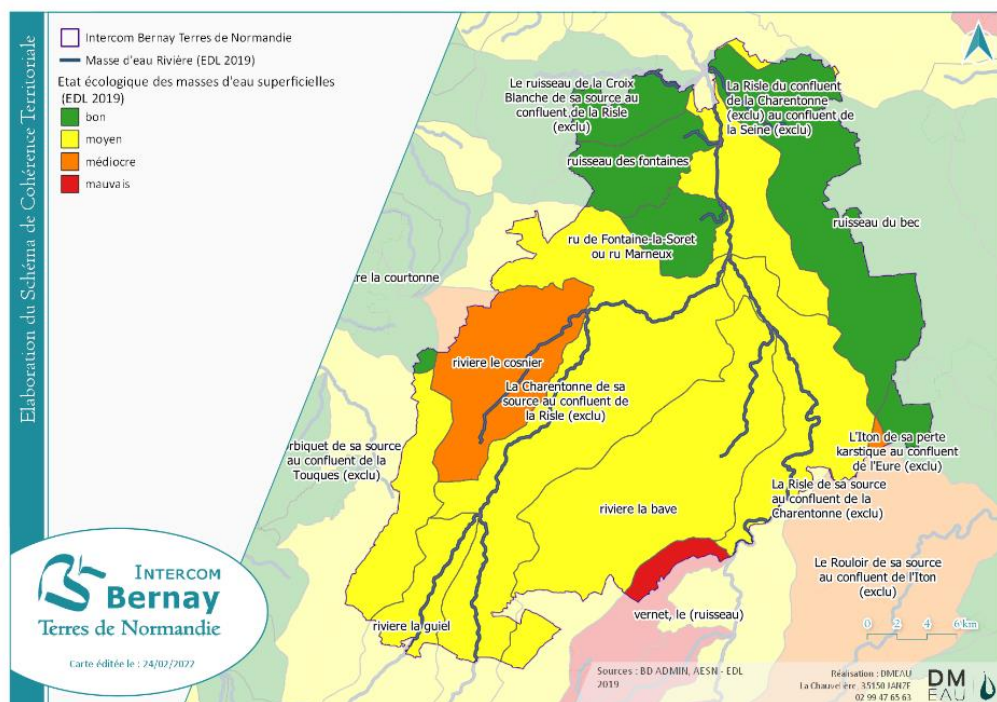 Elaboration du Schéma de Cohérence Territoriale
Intercom Bernay Terres de Normandie
Masse d'eau Rivière (EDL 2019)
Etat écologique des masses d'eau superficielles
(EDL 2019)
bon
moyen
médiocre
mauvais
Le ruisseau de la Croix
Blanche de sa source au
confluent de la Risle
(exclu)
La Risle du confluent
de la Charentonne
(exclu) au confluent de
la Seine (exclu)
ruisseau des fontaines
ruisseau du bec
ru de Fontaine-la-Soret
ou ru Marneux
re la courtonne
riviere le cosnier
La Charentonne de sa
source au confluent de
la Risle (exclu)
rbiquet de sa source
au confluent de la
Touques (exclu)
L'Iton de sa perte
karstique au confluent
de l'Eure (exclu)
La Risle de sa source
au confluent de la
Charentonne (exclu)
riviere la bave
Le Rouloir de sa source
au confluent de l'Iton
(exclu)
vernet, le (ruisseau)
riviere la guiel
0 2 4 6 km
INTERCOM
Bernay
Terres de Normandie
Carte éditée le : 24/02/2022
Sources : BD ADMIN, AESN - EDL
2019
Réalisation : DMEAU
La Chauvelière, 35150 JANZE
02 99 47 65 63
DM
EAU